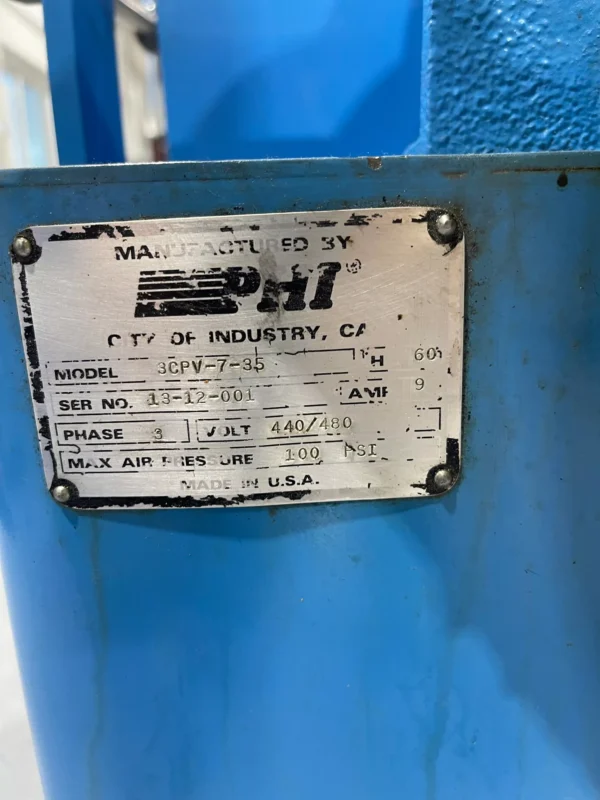 MANUFACTURED BY
PHI®
CITY OF INDUSTRY, CA
MODEL 3CPV-7-35 H 60
SER NO. 13-12-001 AMP 9
PHASE 3 VOLT 440/480
MAX AIR PRESSURE 100 PSI
MADE IN U.S.A.